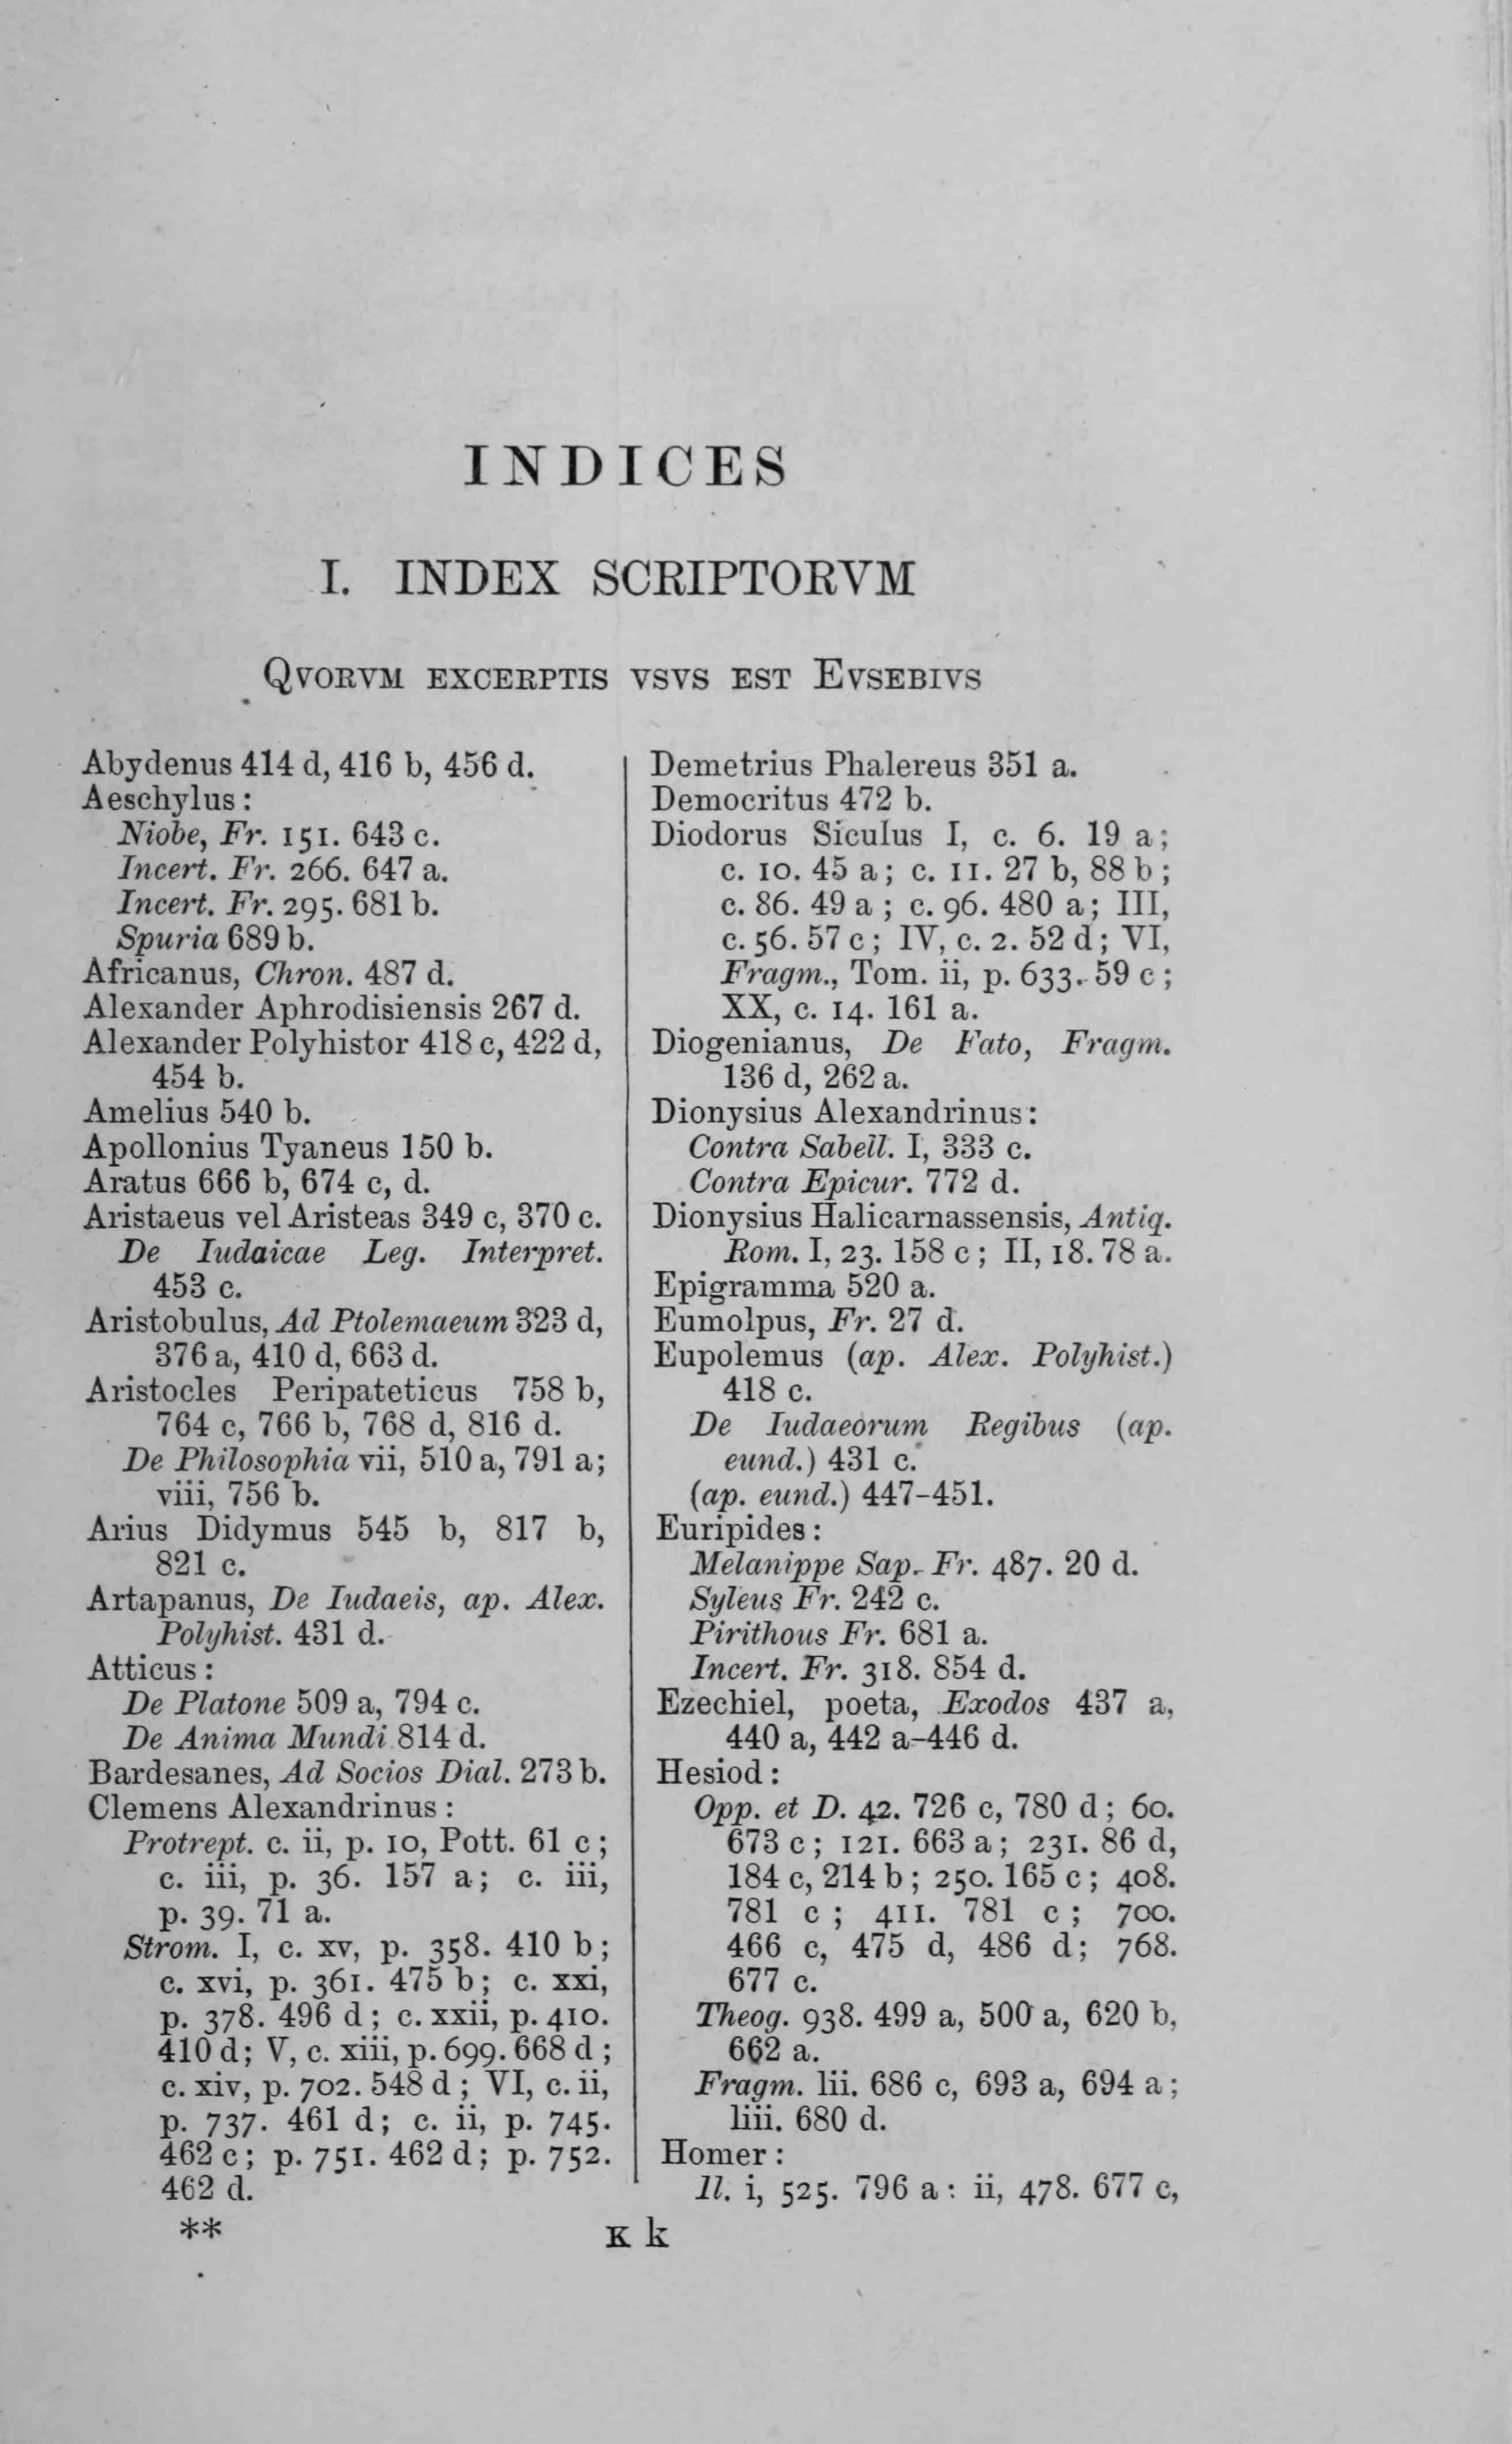 INDICES
I. INDEX SCRIPTORVM
QVORVM EXCERPTIS VSVS EST EVSEBIVS
Abydenus 414 d, 416 b, 456 d.
Aeschylus:
Niobe, Fr. 151. 643 c.
Incert. Fr. 266. 647 a.
Incert. Fr. 295. 681 b.
Spuria 689 b.
Africanus, Chron. 487 d.
Alexander Aphrodisiensis 267 d.
Alexander Polyhistor 418 c, 422 d,
454 b.
Amelius 540 b.
Apollonius Tyaneus 150 b.
Aratus 666 b, 674 c, d.
Aristaeus vel Aristeas 349 c, 370 c.
De Iudaicae Leg. Interpret.
453 c.
Aristobulus, Ad Ptolemaeum 323 d,
376 a, 410 d, 663 d.
Aristocles Peripateticus 758 b,
764 c, 766 b, 768 d, 816 d.
De Philosophia vii, 510 a, 791 a;
viii, 756 b.
Arius Didymus 545 b, 817 b,
821 c.
Artapanus, De Iudaeis, ap. Alex.
Polyhist. 431 d.
Atticus:
De Platone 509 a, 794 c.
De Anima Mundi 814 d.
Bardesanes, Ad Socios Dial. 273 b.
Clemens Alexandrinus:
Protrept. c. ii, p. 10, Pott. 61 c;
c. iii, p. 36. 157 a; c. iii,
p. 39. 71 a.
Strom. I, c. xv, p. 358. 410 b;
c. xvi, p. 361. 475 b; c. xxi,
p. 378. 496 d; c. xxii, p. 410.
410 d; V, c. xiii, p. 699. 668 d;
c. xiv, p. 702. 548 d; VI, c. ii,
p. 737. 461 d; c. ii, p. 745.
462 c; p. 751. 462 d; p. 752.
462 d.
Demetrius Phalereus 351 a.
Democritus 472 b.
Diodorus Siculus I, c. 6. 19 a;
c. 10. 45 a; c. 11. 27 b, 88 b;
c. 86. 49 a; c. 96. 480 a; III,
c. 56. 57 c; IV, c. 2. 52 d; VI,
Fragm., Tom. ii, p. 633. 59 c;
XX, c. 14. 161 a.
Diogenianus, De Fato, Fragm.
136 d, 262 a.
Dionysius Alexandrinus:
Contra Sabell. I, 333 c.
Contra Epicur. 772 d.
Dionysius Halicarnassensis, Antiq.
Rom. I, 23. 158 c; II, 18. 78 a.
Epigramma 520 a.
Eumolpus, Fr. 27 d.
Eupolemus (ap. Alex. Polyhist.)
418 c.
De Iudaeorum Regibus (ap.
eund.) 431 c.
(ap. eund.) 447-451.
Euripides:
Melanippe Sap. Fr. 487. 20 d.
Syleus Fr. 242 c.
Pirithous Fr. 681 a.
Incert. Fr. 318. 854 d.
Ezechiel, poeta, Exodos 437 a,
440 a, 442 a-446 d.
Hesiod:
Opp. et D. 42. 726 c, 780 d; 60.
673 c; 121. 663 a; 231. 86 d,
184 c, 214 b; 250. 165 c; 408.
781 c; 411. 781 c; 700.
466 c, 475 d, 486 d; 768.
677 c.
Theog. 938. 499 a, 500 a, 620 b,
662 a.
Fragm. lii. 686 c, 693 a, 694 a;
liii. 680 d.
Homer:
Il. i, 525. 796 a: ii, 478. 677 c,
** K k